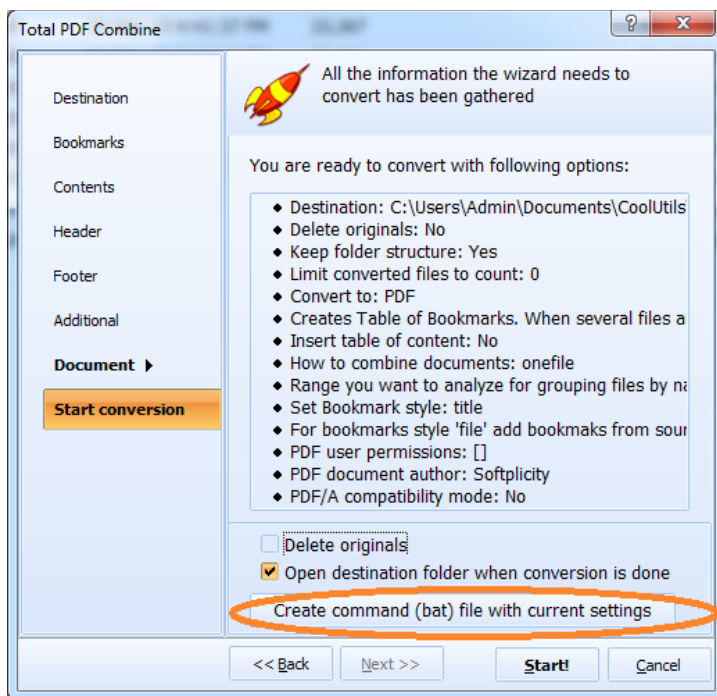 Total PDF Combine
Destination
Bookmarks
Contents
Header
Footer
Additional
Document
Start conversion
All the information the wizard needs to
convert has been gathered
You are ready to convert with following options:
Destination: C:\Users\Admin\Documents\CoolUtils
Delete originals: No
Keep folder structure: Yes
Limit converted files to count: 0
Convert to: PDF
Creates Table of Bookmarks. When several files a
Insert table of content: No
How to combine documents: onefile
Range you want to analyze for grouping files by na
Set Bookmark style: title
For bookmarks style 'file' add bookmaks from sour
PDF user permissions: []
PDF document author: Softplicity
PDF/A compatibility mode: No
Delete originals
Open destination folder when conversion is done
Create command (bat) file with current settings
<< Back Next >> Start! Cancel